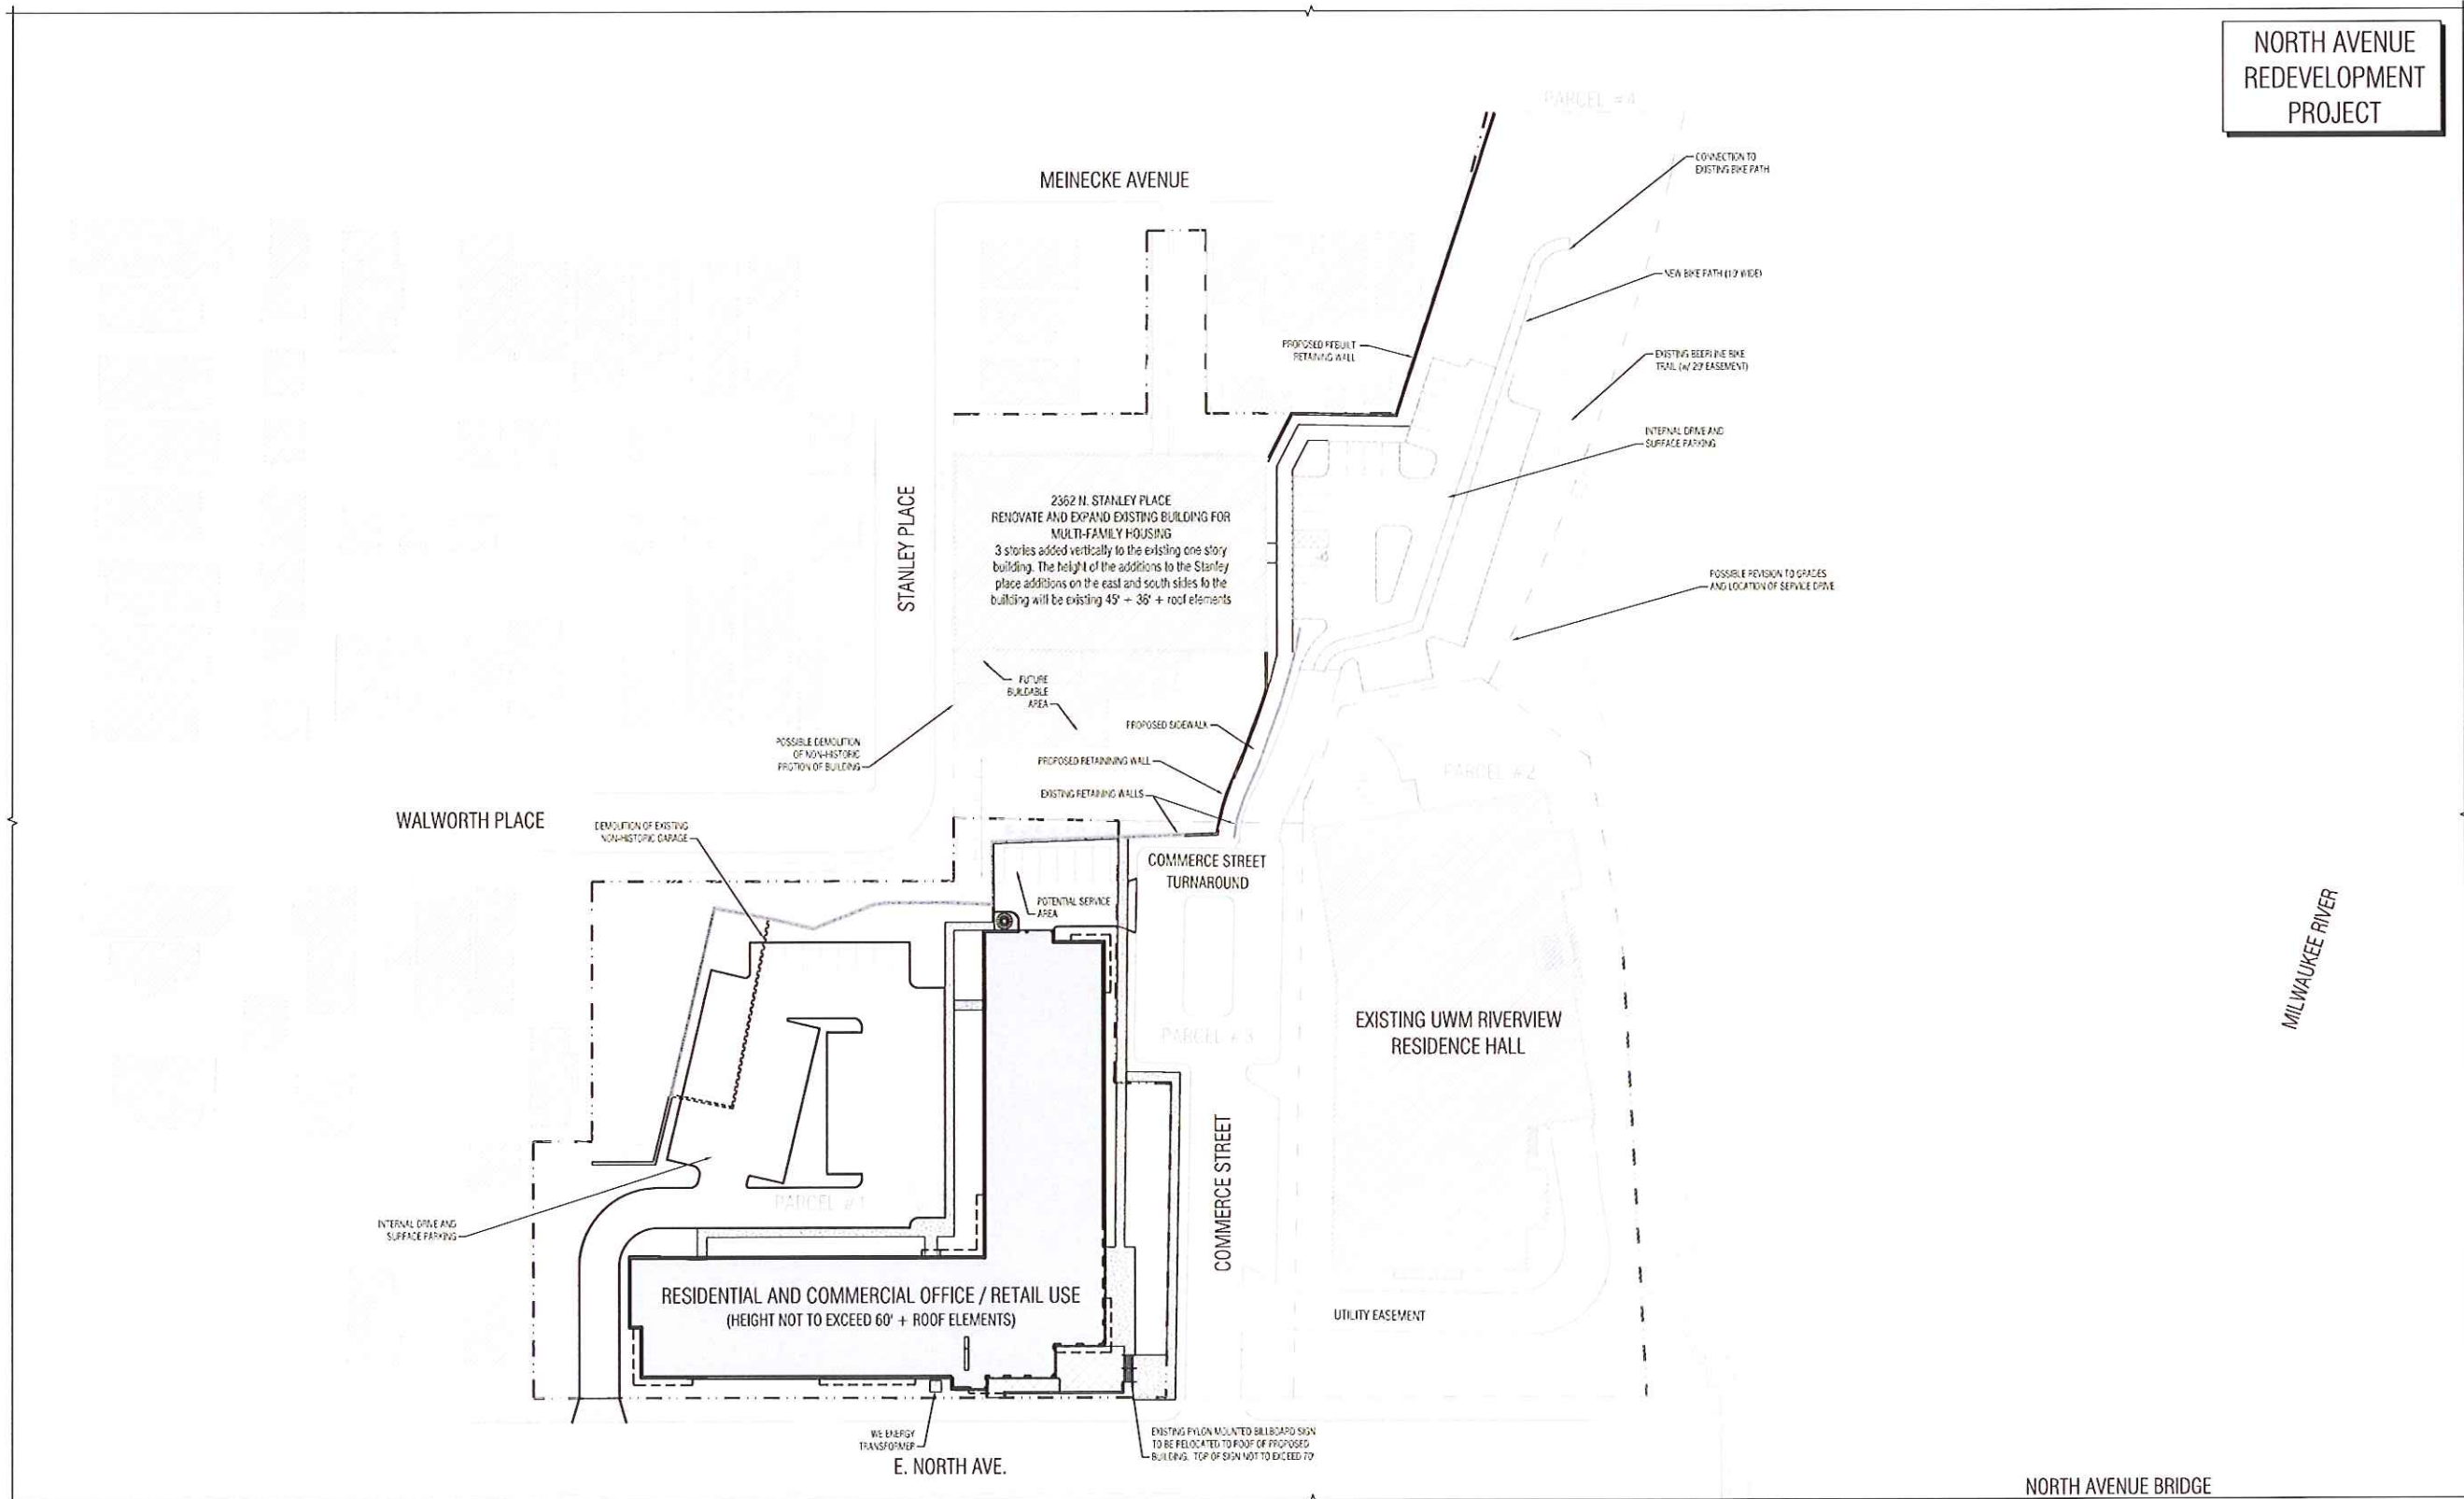 NORTH AVENUE
REDEVELOPMENT
PROJECT
PARCEL #4
CONNECTION TO
EXISTING BIKE PATH
MEINECKE AVENUE
NEW BIKE PATH (10' WIDE)
PROPOSED REBUILT
RETAINING WALL
EXISTING BEERLINE BIKE
TRAIL (w/ 20' EASEMENT)
INTERNAL DRIVE AND
SURFACE PARKING
STANLEY PLACE
2362 N. STANLEY PLACE
RENOVATE AND EXPAND EXISTING BUILDING FOR
MULTI-FAMILY HOUSING
3 stories added vertically to the existing one story
building. The height of the additions to the Stanley
place additions on the east and south sides fo the
building will be existing 45' + 36' + roof elements
POSSIBLE REVISION TO GRADES
AND LOCATION OF SERVICE DRIVE
FUTURE
BUILDABLE
AREA
PROPOSED SIDEWALK
POSSIBLE DEMOLITION
OF NON-HISTORIC
PROTION OF BUILDING
PROPOSED RETAINING WALL
PARCEL #2
EXISTING RETAINING WALLS
WALWORTH PLACE
DEMOLITION OF EXISTING
NON-HISTORIC GARAGE
COMMERCE STREET
TURNAROUND
POTENTIAL SERVICE
AREA
MILWAUKEE RIVER
EXISTING UWM RIVERVIEW
RESIDENCE HALL
PARCEL #3
COMMERCE STREET
PARCEL #1
INTERNAL DRIVE AND
SURFACE PARKING
RESIDENTIAL AND COMMERCIAL OFFICE / RETAIL USE
(HEIGHT NOT TO EXCEED 60' + ROOF ELEMENTS)
UTILITY EASEMENT
WE ENERGY
TRANSFORMER
EXISTING PYLON MOUNTED BILLBOARD SIGN
TO BE RELOCATED TO ROOF OF PROPOSED
BUILDING. TOP OF SIGN NOT TO EXCEED 70'
E. NORTH AVE.
NORTH AVENUE BRIDGE